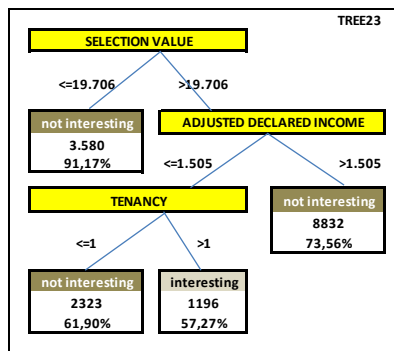 TREE23
SELECTION VALUE
<=19.706
>19.706
not interesting
3.580
91,17%
ADJUSTED DECLARED INCOME
<=1.505
>1.505
TENANCY
not interesting
8832
73,56%
<=1
>1
not interesting
2323
61,90%
interesting
1196
57,27%